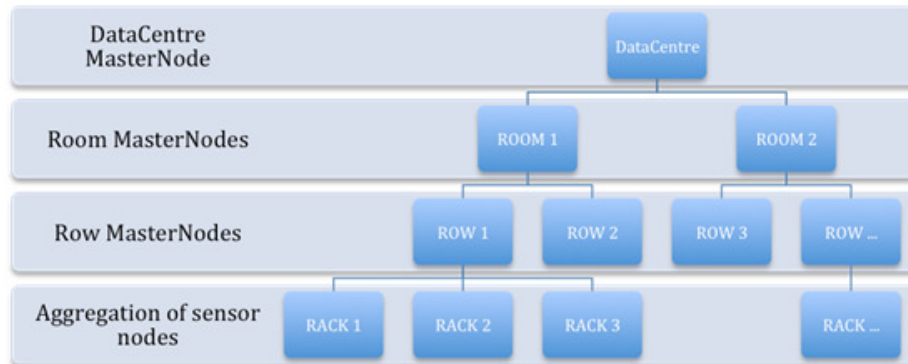 DataCentre
MasterNode
DataCentre
Room MasterNodes
ROOM 1
ROOM 2
Row MasterNodes
ROW 1
ROW 2
ROW 3
ROW ...
Aggregation of sensor
nodes
RACK 1
RACK 2
RACK 3
RACK ...